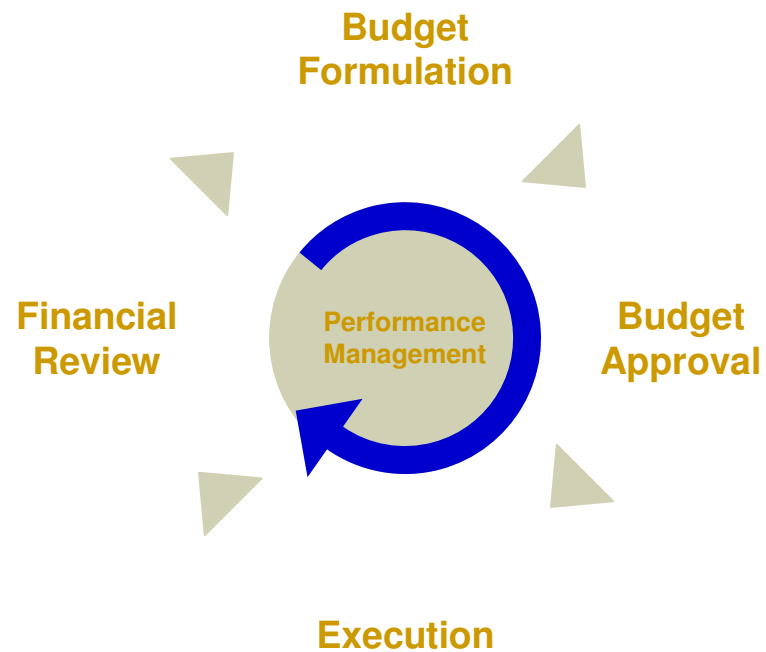 Budget
Formulation
Financial
Review
Performance
Management
Budget
Approval
Execution